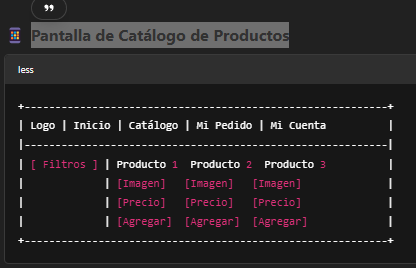 Pantalla de Catálogo de Productos
less
+----------------------------------------------------------+
| Logo | Inicio | Catálogo | Mi Pedido | Mi Cuenta          |
|----------------------------------------------------------|
| [ Filtros ] | Producto 1  Producto 2  Producto 3          |
|             | [Imagen]   [Imagen]   [Imagen]              |
|             | [Precio]   [Precio]   [Precio]              |
|             | [Agregar]  [Agregar]  [Agregar]             |
+----------------------------------------------------------+